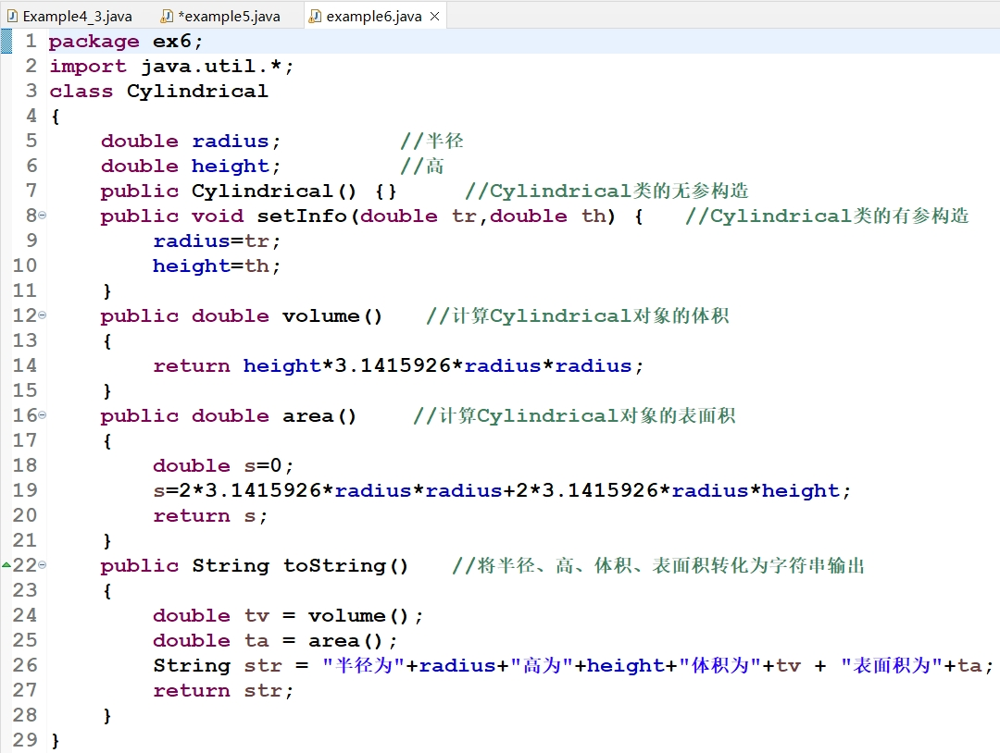 Example4_3.java *example5.java example6.java
1 package ex6;
2 import java.util.*;
3 class Cylindrical
4 {
5 double radius; //半径
6 double height; //高
7 public Cylindrical() {} //Cylindrical类的无参构造
8 public void setInfo(double tr,double th) { //Cylindrical类的有参构造
9 radius=tr;
10 height=th;
11 }
12 public double volume() //计算Cylindrical对象的体积
13 {
14 return height*3.1415926*radius*radius;
15 }
16 public double area() //计算Cylindrical对象的表面积
17 {
18 double s=0;
19 s=2*3.1415926*radius*radius+2*3.1415926*radius*height;
20 return s;
21 }
22 public String toString() //将半径、高、体积、表面积转化为字符串输出
23 {
24 double tv = volume();
25 double ta = area();
26 String str = "半径为"+radius+"高为"+height+"体积为"+tv + "表面积为"+ta;
27 return str;
28 }
29 }